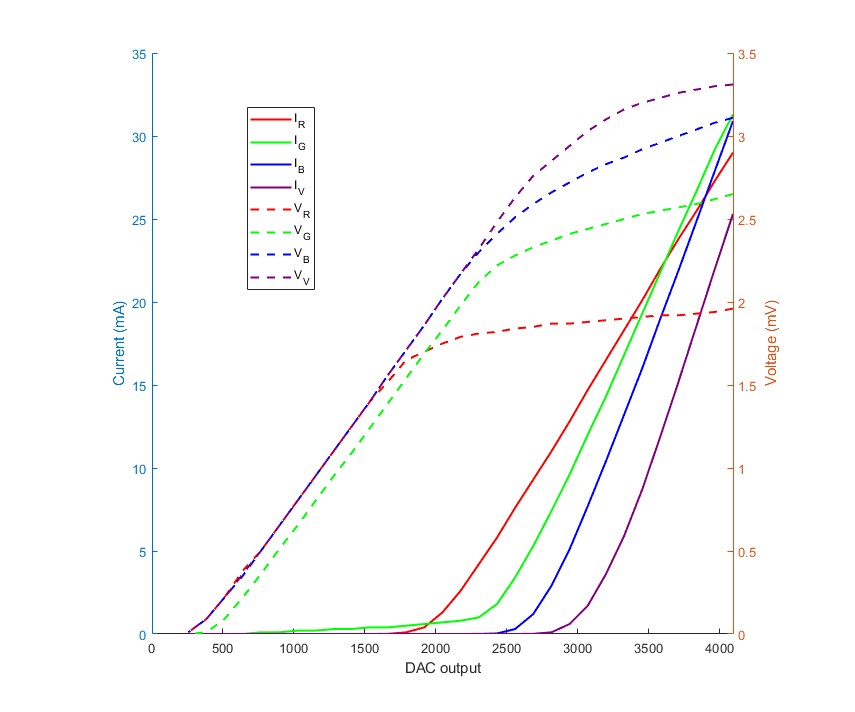 35
30
25
20
15
10
5
0
Current (mA)
3.5
3
2.5
2
1.5
1
0.5
0
Voltage (mV)
I_R
I_G
I_B
I_V
V_R
V_G
V_B
V_V
0 500 1000 1500 2000 2500 3000 3500 4000
DAC output